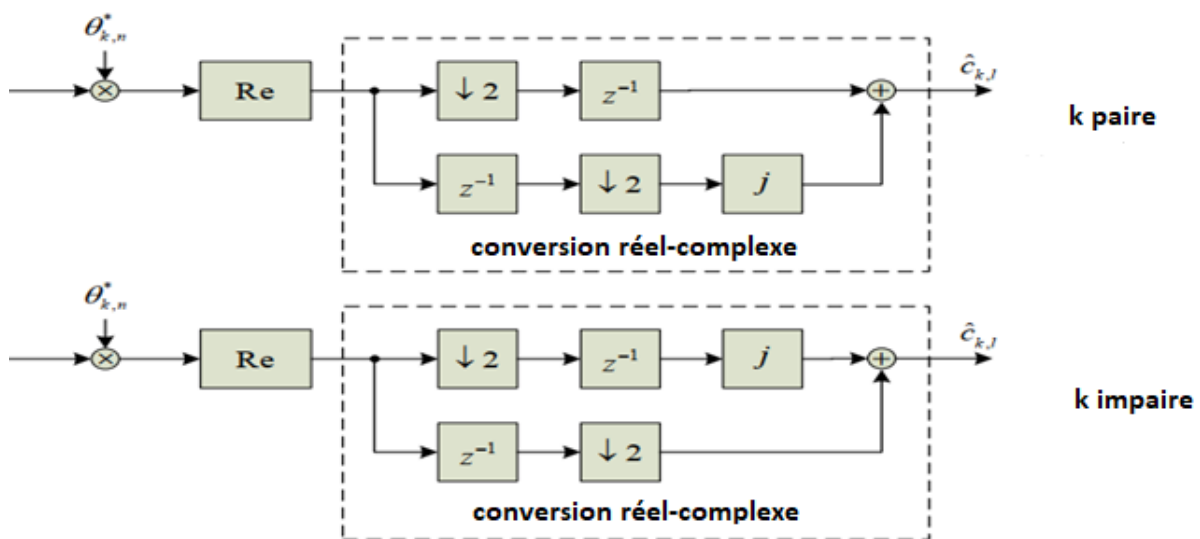 θ*k,n
Re
↓ 2
z⁻¹
ĉk,l
k paire
z⁻¹
↓ 2
j
conversion réel-complexe
θ*k,n
Re
↓ 2
z⁻¹
j
ĉk,l
k impaire
z⁻¹
↓ 2
conversion réel-complexe